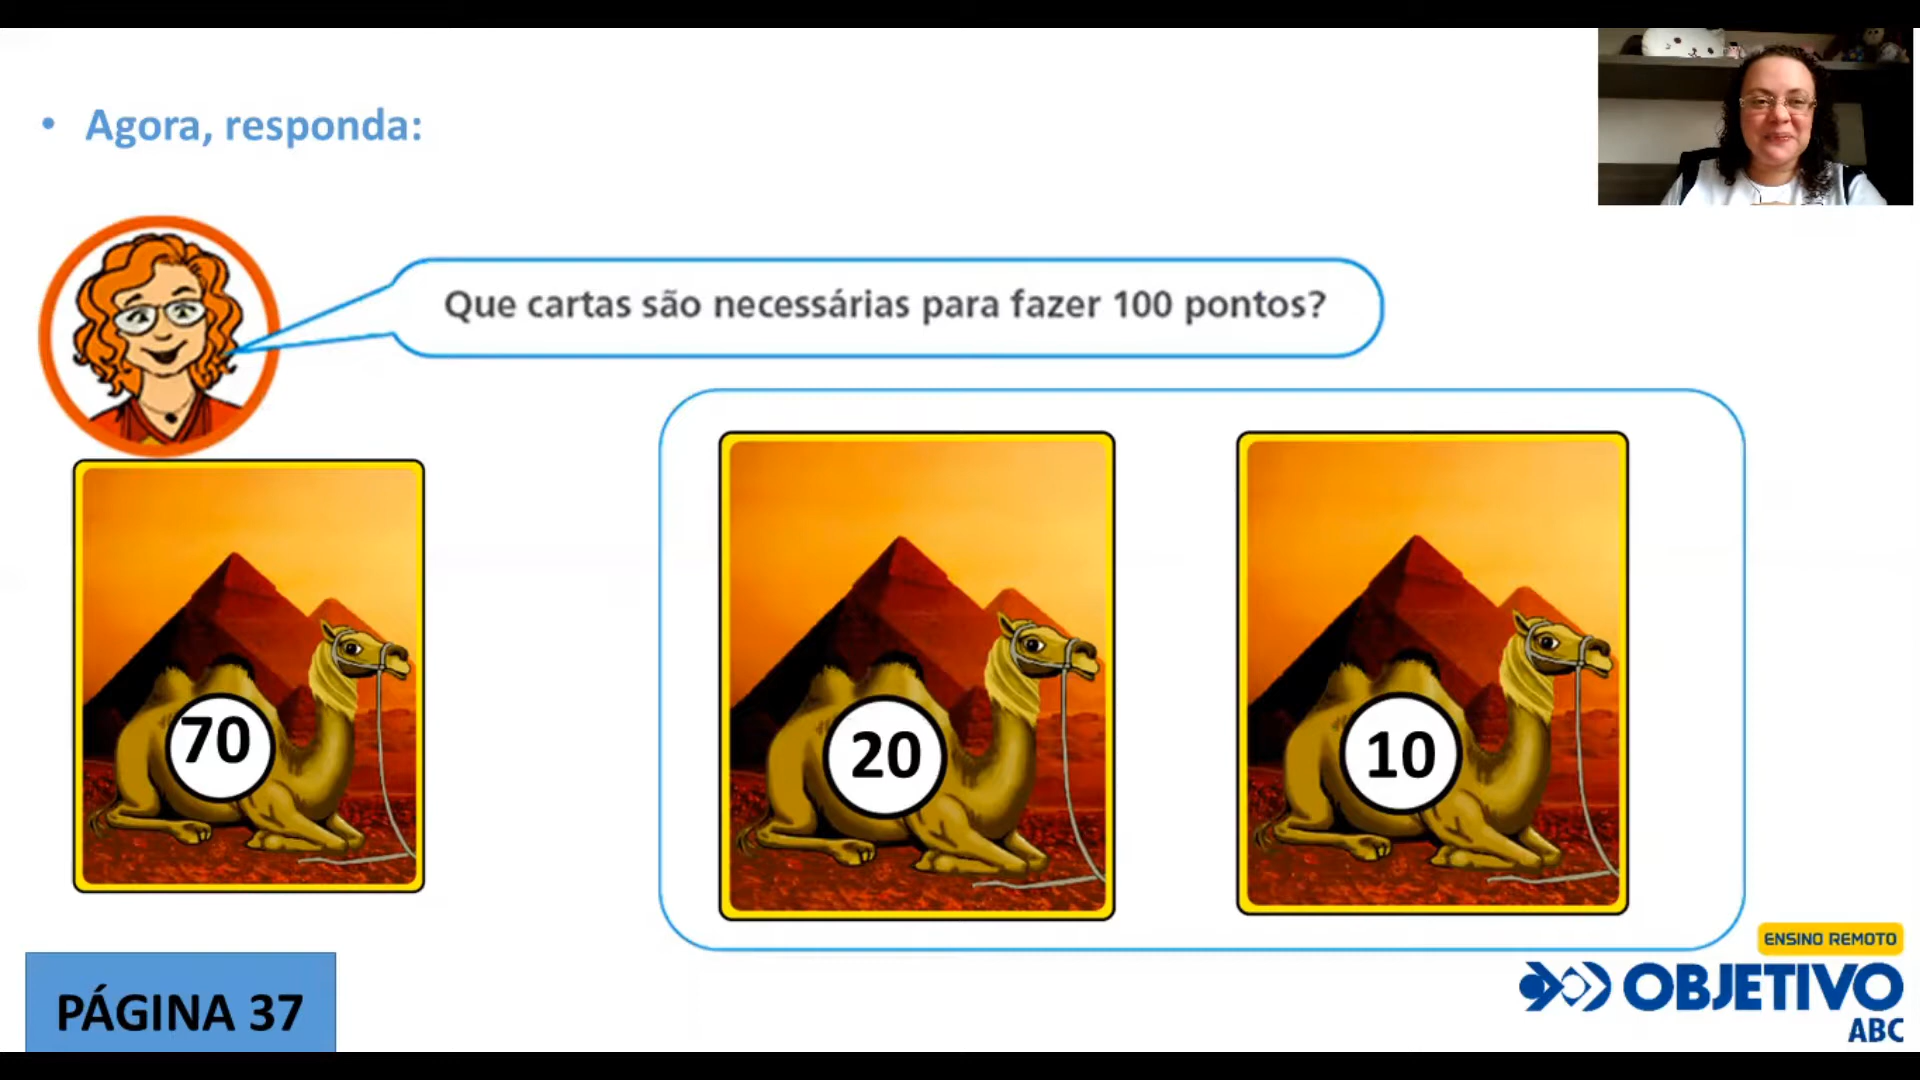 • Agora, responda:
Que cartas são necessárias para fazer 100 pontos?
70
20
10
PÁGINA 37
ENSINO REMOTO
OBJETIVO
ABC